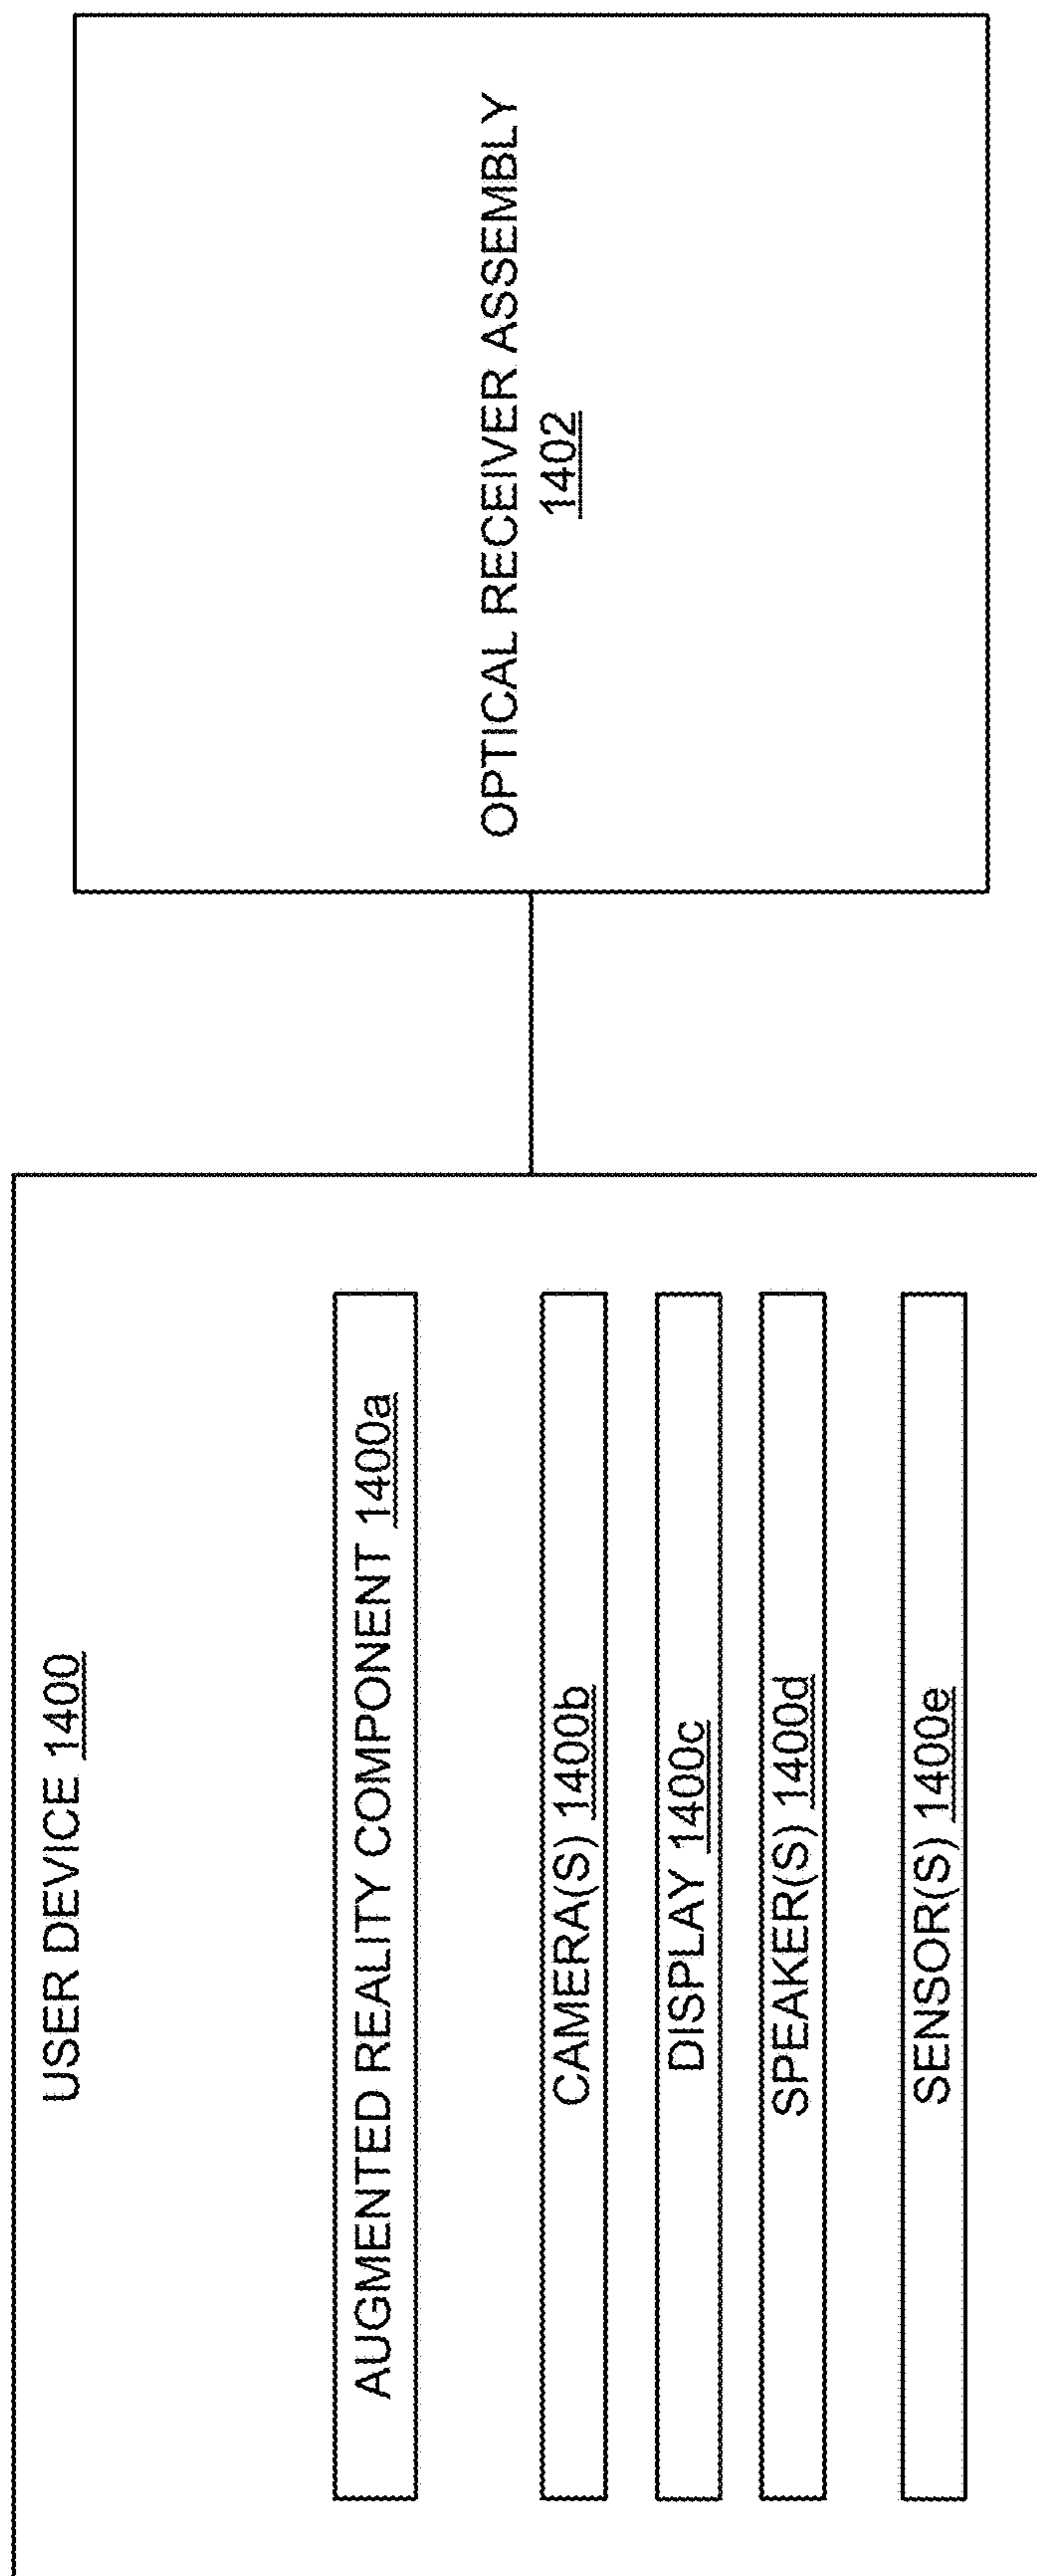 USER DEVICE 1400
AUGMENTED REALITY COMPONENT 1400a
CAMERA(S) 1400b
DISPLAY 1400c
SPEAKER(S) 1400d
SENSOR(S) 1400e
OPTICAL RECEIVER ASSEMBLY
1402